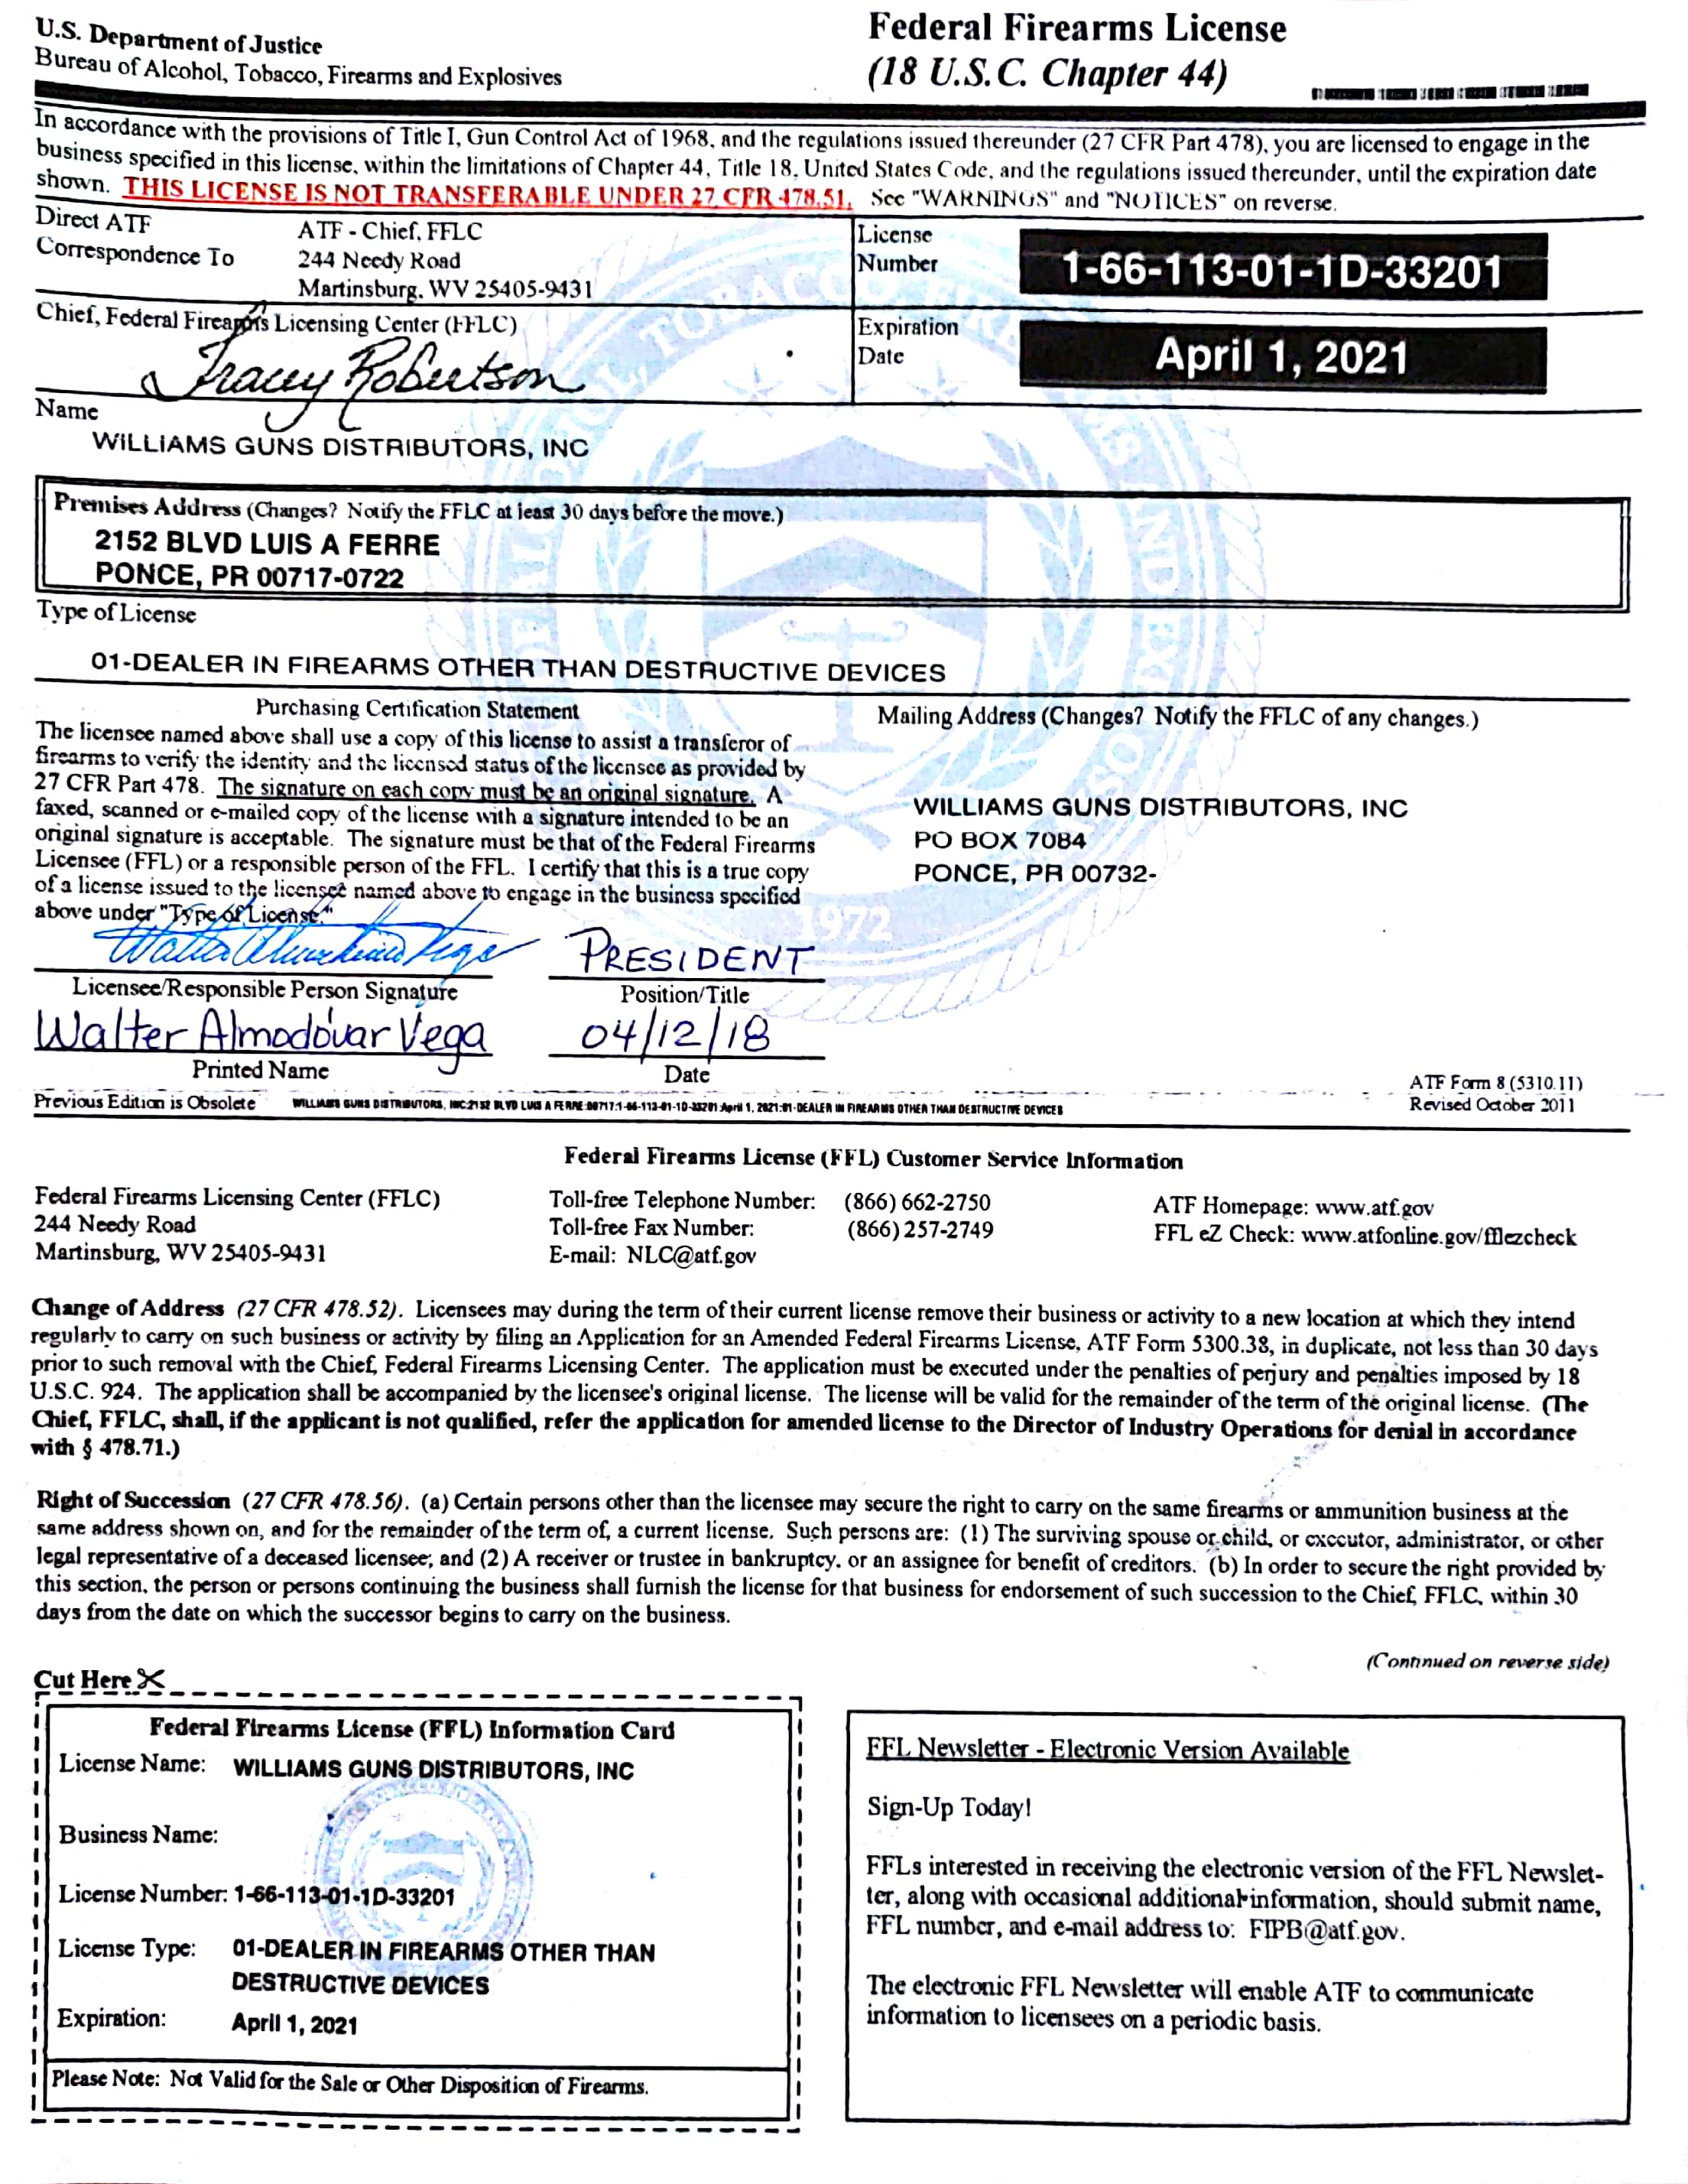 U.S. Department of Justice
Bureau of Alcohol, Tobacco, Firearms and Explosives
Federal Firearms License
(18 U.S.C. Chapter 44)
In accordance with the provisions of Title I, Gun Control Act of 1968, and the regulations issued thereunder (27 CFR Part 478), you are licensed to engage in the
business specified in this license, within the limitations of Chapter 44, Title 18, United States Code, and the regulations issued thereunder, until the expiration date
shown. THIS LICENSE IS NOT TRANSFERABLE UNDER 27 CFR 478.51. See "WARNINGS" and "NOTICES" on reverse.
Direct ATF
Correspondence To
ATF - Chief, FFLC
244 Needy Road
Martinsburg, WV 25405-9431
License
Number
1-66-113-01-1D-33201
Chief, Federal Firearms Licensing Center (FFLC)
Tracey Robertson
Expiration
Date
April 1, 2021
Name
WILLIAMS GUNS DISTRIBUTORS, INC
Premises Address (Changes? Notify the FFLC at least 30 days before the move.)
2152 BLVD LUIS A FERRE
PONCE, PR 00717-0722
Type of License
01-DEALER IN FIREARMS OTHER THAN DESTRUCTIVE DEVICES
Purchasing Certification Statement
The licensee named above shall use a copy of this license to assist a transferor of
firearms to verify the identity and the licensed status of the licensee as provided by
27 CFR Part 478. The signature on each copy must be an original signature. A
faxed, scanned or e-mailed copy of the license with a signature intended to be an
original signature is acceptable. The signature must be that of the Federal Firearms
Licensee (FFL) or a responsible person of the FFL. I certify that this is a true copy
of a license issued to the licensee named above to engage in the business specified
above under "Type of License."
Mailing Address (Changes? Notify the FFLC of any changes.)
WILLIAMS GUNS DISTRIBUTORS, INC
PO BOX 7084
PONCE, PR 00732-
1972
Walter Almodóvar Vega
PRESIDENT
Licensee/Responsible Person Signature
Position/Title
Walter Almodóvar Vega
04/12/18
Printed Name
Date
ATF Form 8 (5310.11)
Revised October 2011
Previous Edition is Obsolete
WILLIAMS GUNS DISTRIBUTORS, INC:2152 BLVD LUIS A FERRE:00717:1-66-113-01-1D-33201:April 1, 2021:01-DEALER IN FIREARMS OTHER THAN DESTRUCTIVE DEVICES
Federal Firearms License (FFL) Customer Service Information
Federal Firearms Licensing Center (FFLC)
244 Needy Road
Martinsburg, WV 25405-9431
Toll-free Telephone Number: (866) 662-2750
Toll-free Fax Number: (866) 257-2749
E-mail: NLC@atf.gov
ATF Homepage: www.atf.gov
FFL eZ Check: www.atfonline.gov/fflezcheck
Change of Address (27 CFR 478.52). Licensees may during the term of their current license remove their business or activity to a new location at which they intend
regularly to carry on such business or activity by filing an Application for an Amended Federal Firearms License, ATF Form 5300.38, in duplicate, not less than 30 days
prior to such removal with the Chief, Federal Firearms Licensing Center. The application must be executed under the penalties of perjury and penalties imposed by 18
U.S.C. 924. The application shall be accompanied by the licensee's original license. The license will be valid for the remainder of the term of the original license. (The
Chief, FFLC, shall, if the applicant is not qualified, refer the application for amended license to the Director of Industry Operations for denial in accordance
with § 478.71.)
Right of Succession (27 CFR 478.56). (a) Certain persons other than the licensee may secure the right to carry on the same firearms or ammunition business at the
same address shown on, and for the remainder of the term of, a current license. Such persons are: (1) The surviving spouse or child, or executor, administrator, or other
legal representative of a deceased licensee; and (2) A receiver or trustee in bankruptcy, or an assignee for benefit of creditors. (b) In order to secure the right provided by
this section, the person or persons continuing the business shall furnish the license for that business for endorsement of such succession to the Chief, FFLC, within 30
days from the date on which the successor begins to carry on the business.
(Continued on reverse side)
Cut Here
Federal Firearms License (FFL) Information Card
License Name: WILLIAMS GUNS DISTRIBUTORS, INC
Business Name:
License Number: 1-66-113-01-1D-33201
License Type: 01-DEALER IN FIREARMS OTHER THAN
DESTRUCTIVE DEVICES
Expiration: April 1, 2021
Please Note: Not Valid for the Sale or Other Disposition of Firearms.
FFL Newsletter - Electronic Version Available
Sign-Up Today!
FFLs interested in receiving the electronic version of the FFL Newslet-
ter, along with occasional additional information, should submit name,
FFL number, and e-mail address to: FIPB@atf.gov.
The electronic FFL Newsletter will enable ATF to communicate
information to licensees on a periodic basis.